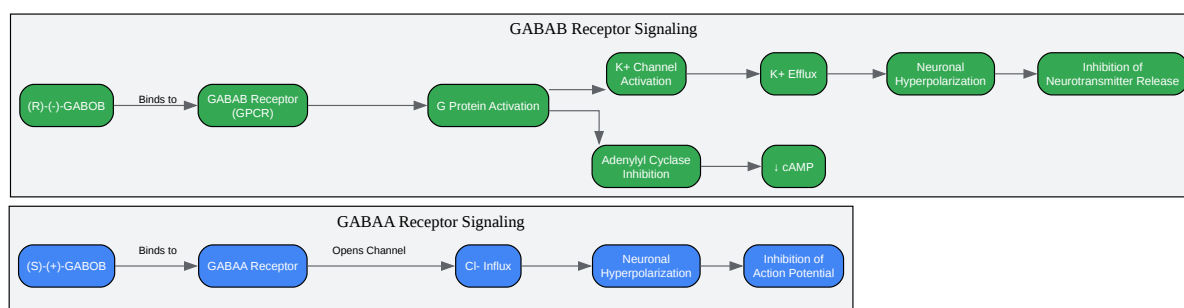 GABAB Receptor Signaling
(R)-(-)-GABOB
Binds to
GABAB Receptor
(GPCR)
G Protein Activation
K+ Channel
Activation
K+ Efflux
Neuronal
Hyperpolarization
Inhibition of
Neurotransmitter Release
Adenylyl Cyclase
Inhibition
↓ cAMP
GABAA Receptor Signaling
(S)-(+)-GABOB
Binds to
GABAA Receptor
Opens Channel
Cl- Influx
Neuronal
Hyperpolarization
Inhibition of
Action Potential